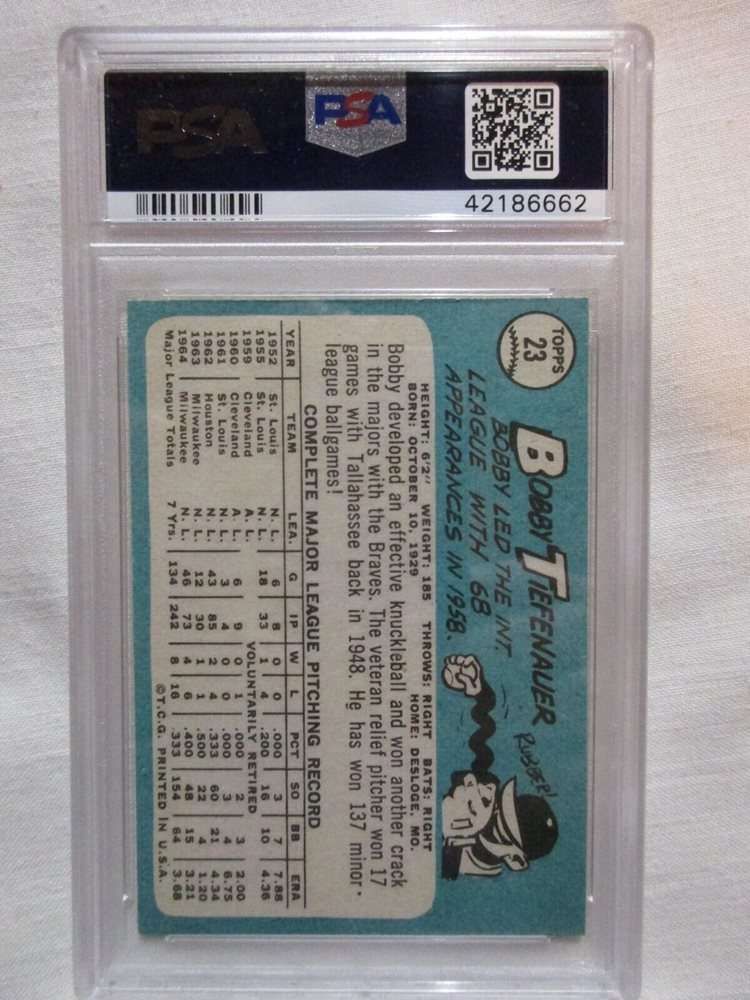 PSA
PSA
42186662
TOPPS
23
BOBBY TIEFENAUER
BOBBY LED THE INT.
LEAGUE WITH 68
APPEARANCES IN 1958.
RUBBER!
HEIGHT: 6'2" WEIGHT: 185 THROWS: RIGHT BATS: RIGHT
BORN: OCTOBER 10, 1929 HOME: DESLOGE, MO.
Bobby developed an effective knuckleball and won another crack
in the majors with the Braves. The veteran relief pitcher won 17
games with Tallahassee back in 1948. He has won 137 minor-
league ballgames!
COMPLETE MAJOR LEAGUE PITCHING RECORD
YEAR TEAM LEA. G IP W L PCT SO BB ERA
1952 St. Louis N. L. 6 8 0 0 .000 3 7 7.88
1955 St. Louis N. L. 18 33 1 4 .200 16 10 4.36
1959 Cleveland A. L. VOLUNTARILY RETIRED
1960 Cleveland A. L. 6 9 0 1 .000 2 3 2.00
1961 St. Louis N. L. 3 4 0 0 .000 3 4 6.75
1962 Houston N. L. 43 85 2 4 .333 60 21 4.34
1963 Milwaukee N. L. 12 30 1 1 .500 22 4 1.20
1964 Milwaukee N. L. 46 73 4 6 .400 48 15 3.21
Major League Totals 7 Yrs. 134 242 8 16 .333 154 64 3.68
© T.C.G. PRINTED IN U.S.A.